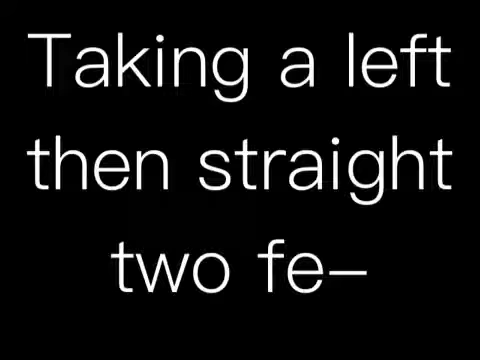 Taking a left
then straight
two fe–